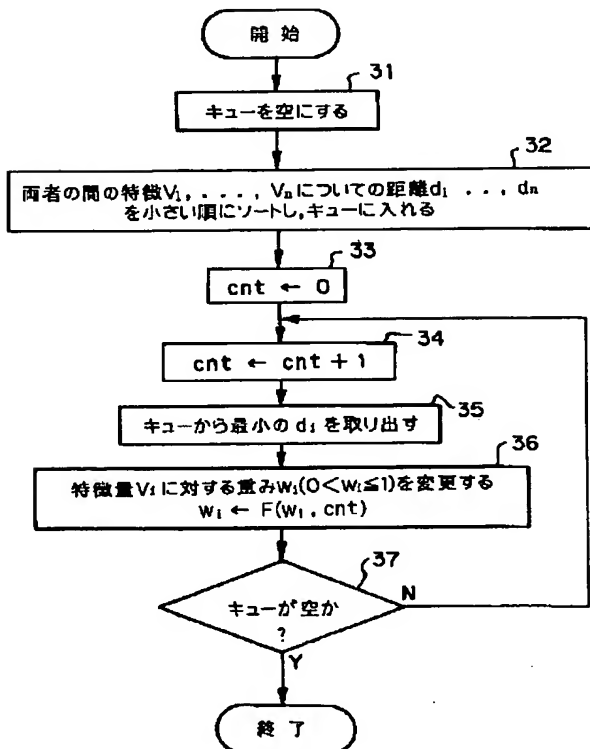 開始
31
キューを空にする
32
両者の間の特徴V₁, . . . . , Vₙについての距離d₁ . . , dₙ
を小さい順にソートし,キューに入れる
33
cnt ← 0
34
cnt ← cnt + 1
35
キューから最小のdᵢを取り出す
36
特徴量Vᵢに対する重みwᵢ(0<wᵢ≦1)を変更する
wᵢ ← F(wᵢ , cnt)
37
キューが空か
?
N
Y
終了